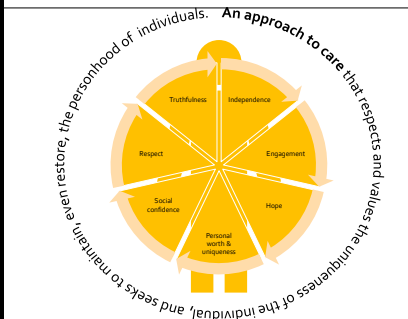 An approach to care that respects and values the uniqueness of the individual, and seeks to maintain, even restore, the personhood of individuals.
Truthfulness
Independence
Respect
Engagement
Social
confidence
Hope
Personal
worth &
uniqueness